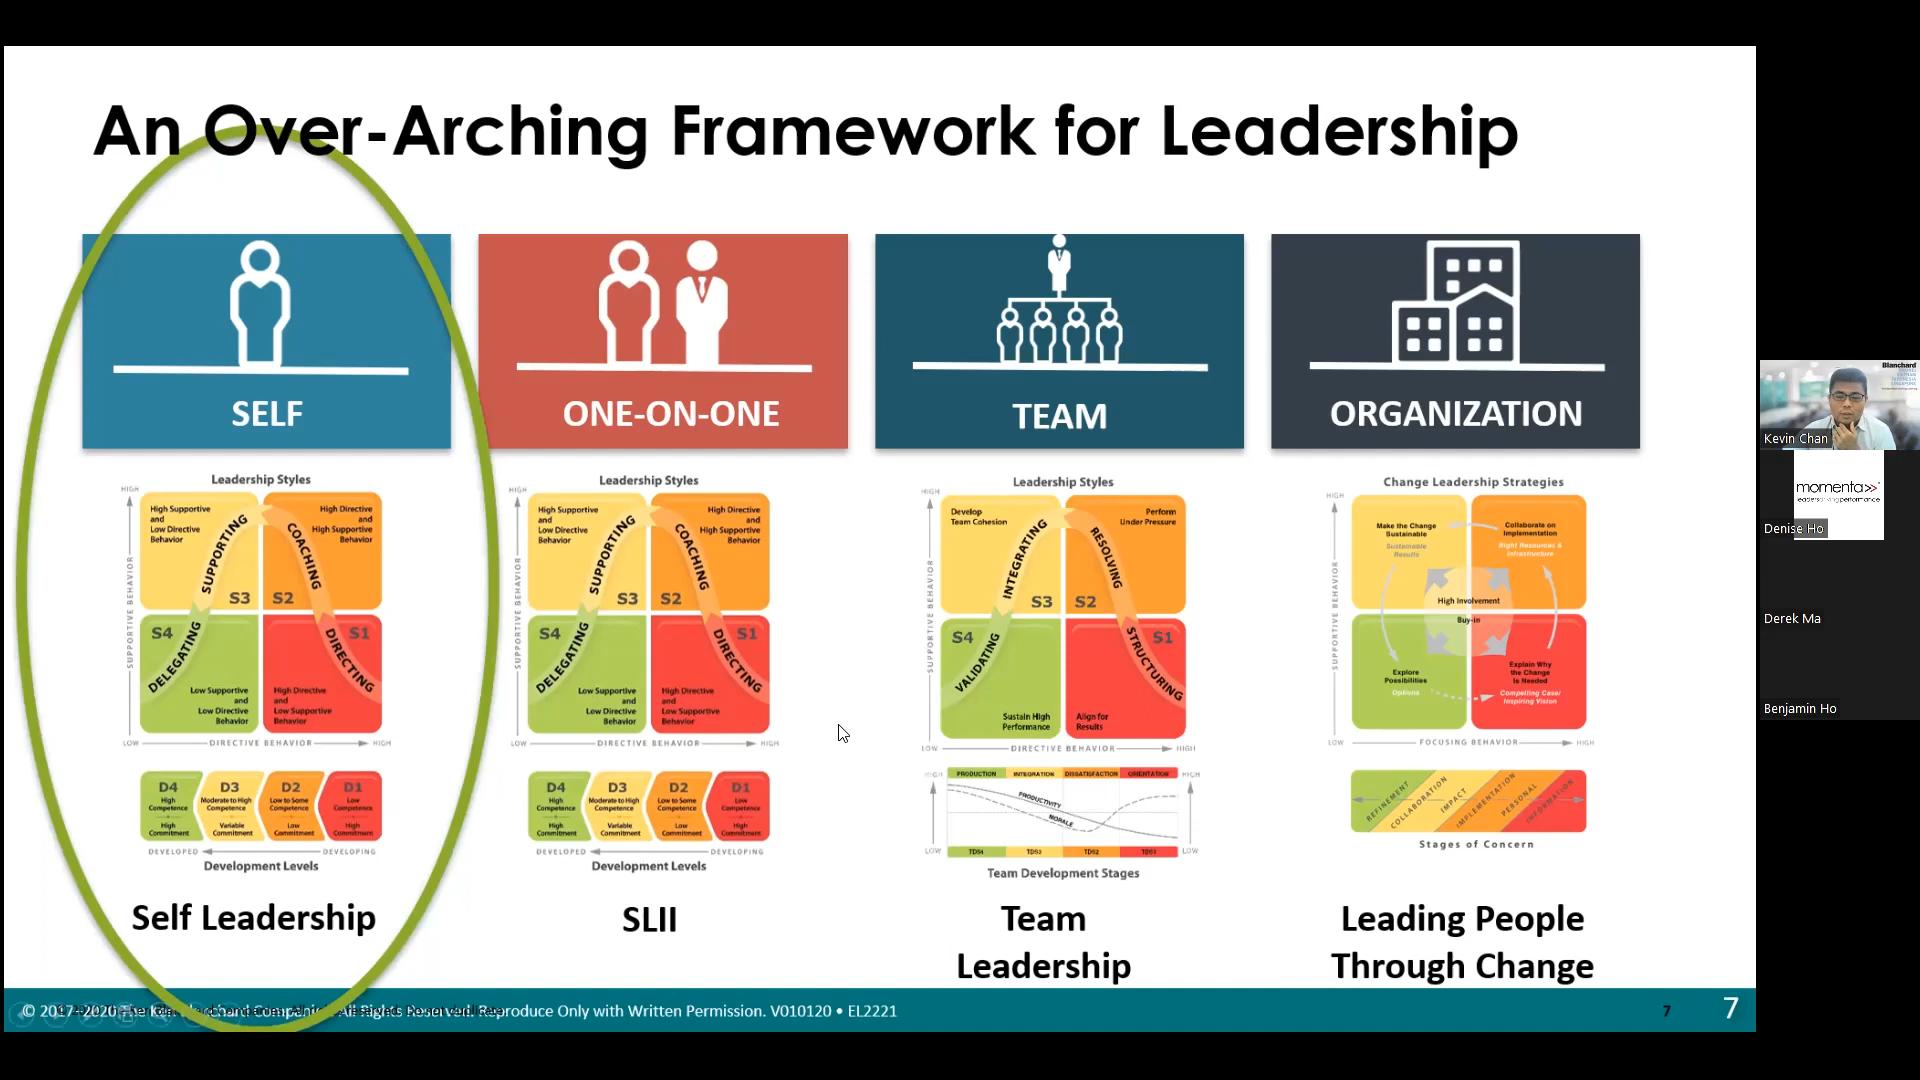 An Over-Arching Framework for Leadership
SELF
ONE-ON-ONE
TEAM
ORGANIZATION
Leadership Styles
HIGH
SUPPORTIVE BEHAVIOR
High Supportive
and
Low Directive
Behavior
High Directive
and
High Supportive
Behavior
SUPPORTING
COACHING
S3
S2
S4
S1
DELEGATING
DIRECTING
Low Supportive
and
Low Directive
Behavior
High Directive
and
Low Supportive
Behavior
LOW
DIRECTIVE BEHAVIOR
HIGH
D4
High
Competence
High
Commitment
D3
Moderate to High
Competence
Variable
Commitment
D2
Low to Some
Competence
Low
Commitment
D1
Low
Competence
High
Commitment
DEVELOPED
DEVELOPING
Development Levels
Self Leadership
Leadership Styles
HIGH
SUPPORTIVE BEHAVIOR
High Supportive
and
Low Directive
Behavior
High Directive
and
High Supportive
Behavior
SUPPORTING
COACHING
S3
S2
S4
S1
DELEGATING
DIRECTING
Low Supportive
and
Low Directive
Behavior
High Directive
and
Low Supportive
Behavior
LOW
DIRECTIVE BEHAVIOR
HIGH
D4
High
Competence
High
Commitment
D3
Moderate to High
Competence
Variable
Commitment
D2
Low to Some
Competence
Low
Commitment
D1
Low
Competence
High
Commitment
DEVELOPED
DEVELOPING
Development Levels
SLII
Leadership Styles
HIGH
SUPPORTIVE BEHAVIOR
Develop
Team Cohesion
Perform
Under Pressure
INTEGRATING
RESOLVING
S3
S2
S4
S1
VALIDATING
STRUCTURING
Sustain High
Performance
Align for
Results
LOW
DIRECTIVE BEHAVIOR
HIGH
HIGH
PRODUCTION
INTEGRATION
DISSATISFACTION
ORIENTATION
HIGH
PRODUCTIVITY
MORALE
LOW
TDS4
TDS3
TDS2
TDS1
LOW
Team Development Stages
Team
Leadership
Change Leadership Strategies
HIGH
SUPPORTIVE BEHAVIOR
Make the Change
Sustainable
Sustainable
Results
Collaborate on
Implementation
Right Resources &
Infrastructure
High Involvement
Buy-in
Explore
Possibilities
Options
Explain Why
the Change
Is Needed
Compelling Case/
Inspiring Vision
LOW
FOCUSING BEHAVIOR
HIGH
REFINEMENT
COLLABORATION
IMPACT
IMPLEMENTATION
PERSONAL
INFORMATION
Stages of Concern
Leading People
Through Change
© 2017–2020 The Ken Blanchard Companies. All Rights Reserved. Reproduce Only with Written Permission. V010120 • EL2221
7
7
Blanchard
Kevin Chan
momenta>>
Denise Ho
Derek Ma
Benjamin Ho